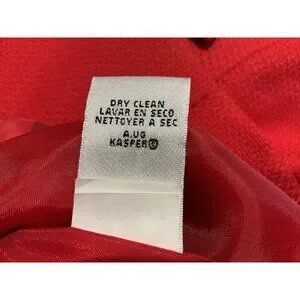 DRY CLEAN
LAVAR EN SECO
NETTOYER A SEC
A.UG
KASPER®